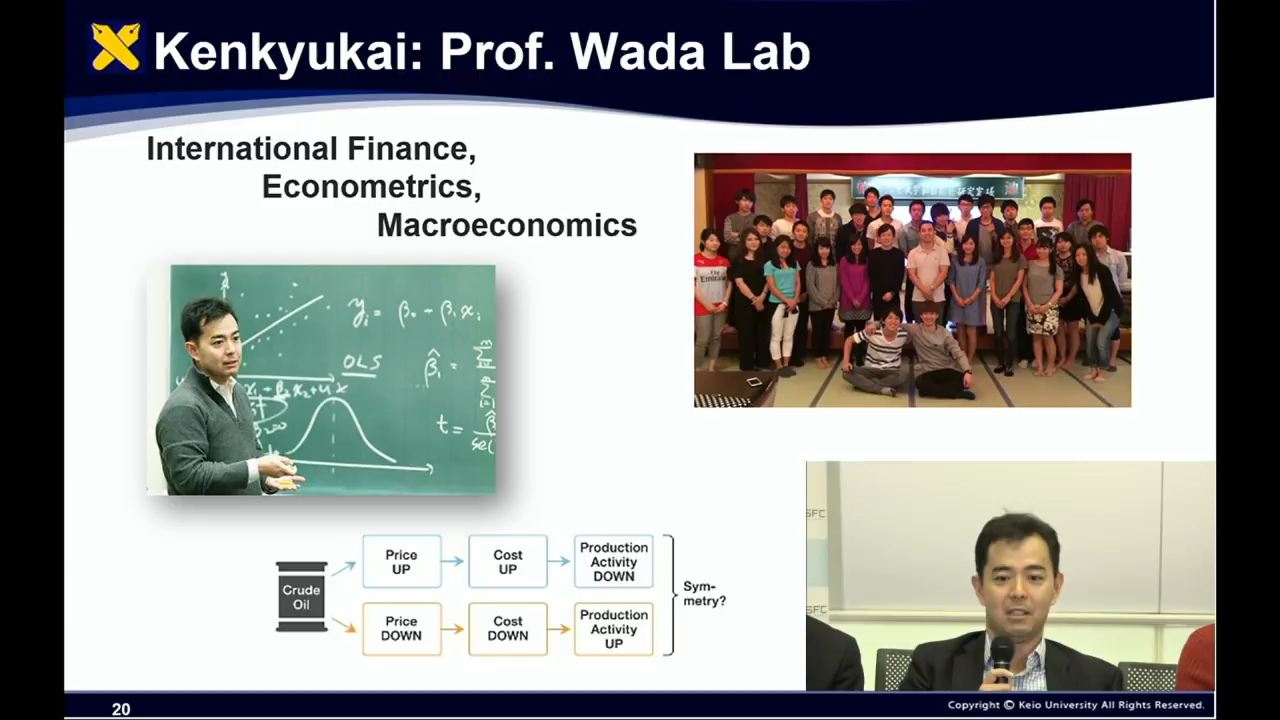 Kenkyukai: Prof. Wada Lab
International Finance,
Econometrics,
Macroeconomics
OLS
Crude
Oil
Price
UP
Cost
UP
Production
Activity
DOWN
Price
DOWN
Cost
DOWN
Production
Activity
UP
Sym-
metry?
SFC
SFC
20
Copyright © Keio University All Rights Reserved.